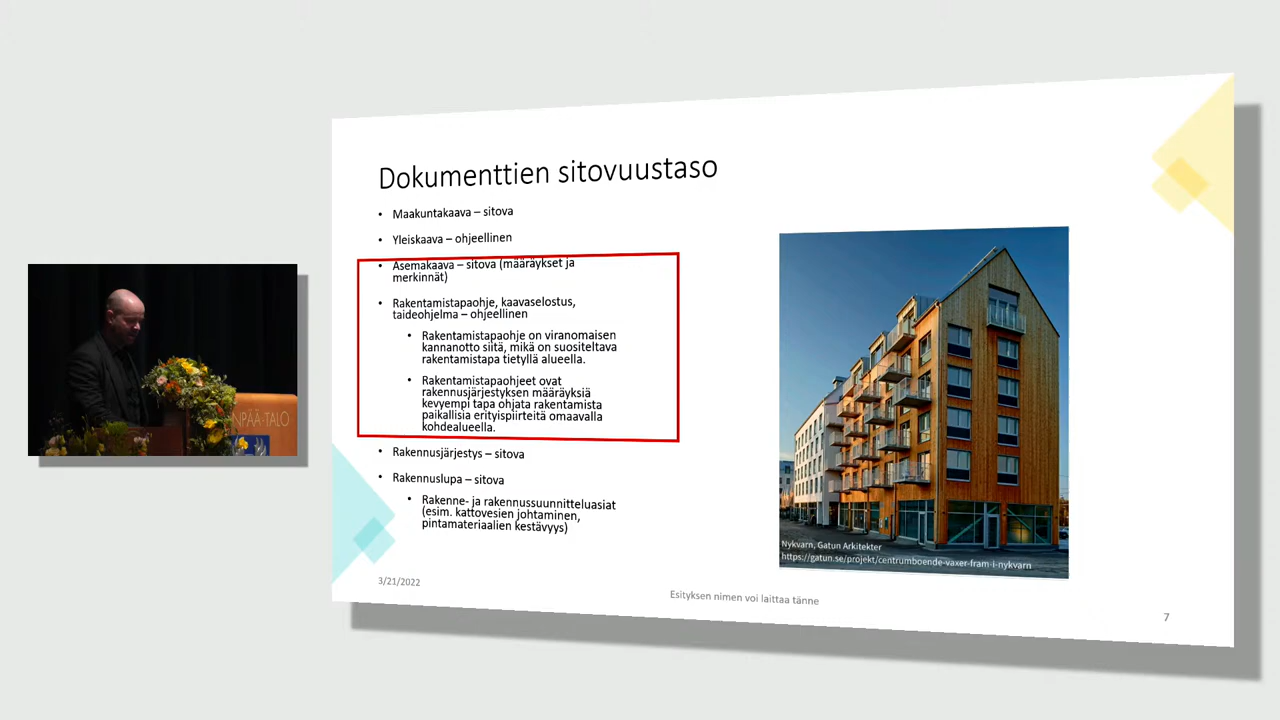 Dokumenttien sitovuustaso
• Maakuntakaava – sitova
• Yleiskaava – ohjeellinen
• Asemakaava – sitova (määräykset ja
merkinnät)
• Rakentamistapaohje, kaavaselostus,
taideohjelma – ohjeellinen
• Rakentamistapaohje on viranomaisen
kannanotto siitä, mikä on suositeltava
rakentamistapa tietyllä alueella.
• Rakentamistapaohjeet ovat
rakennusjärjestyksen määräyksiä
kevyempi tapa ohjata rakentamista
paikallisia erityispiirteitä omaavalla
kohdealueella.
• Rakennusjärjestys – sitova
• Rakennuslupa – sitova
• Rakenne- ja rakennussuunnitteluasiat
(esim. kattovesien johtaminen,
pintamateriaalien kestävyys)
Nykvarn, Gatun Arkitekter
https://gatun.se/projekt/centrumboende-vaxer-fram-i-nykvarn
3/21/2022
Esityksen nimen voi laittaa tänne
7
NPÄÄ-TALO